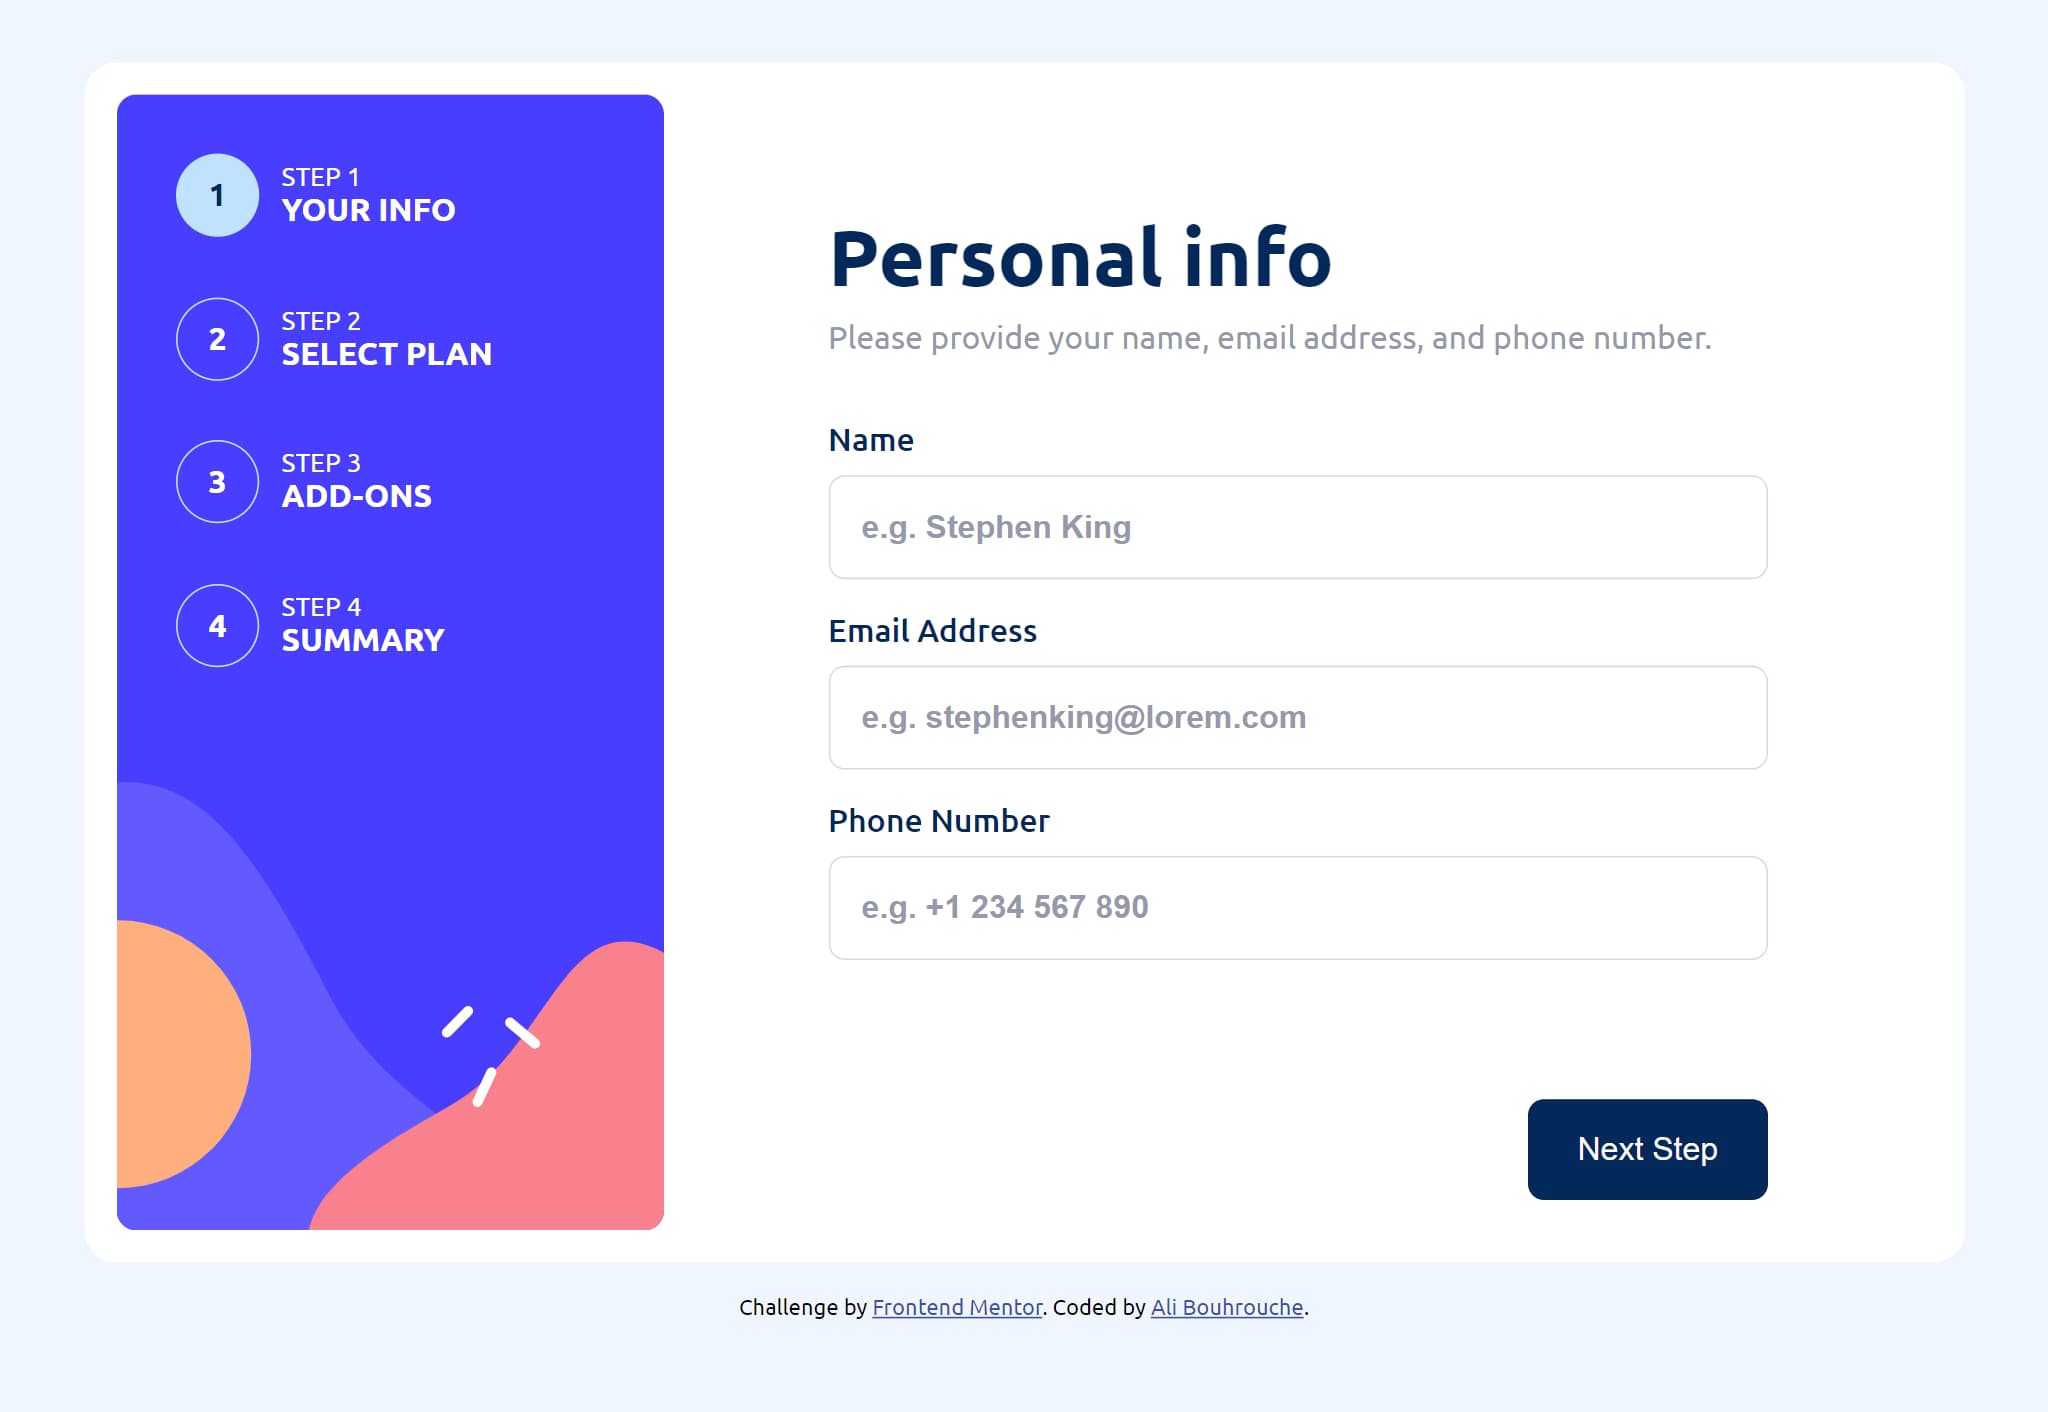 1
STEP 1
YOUR INFO
2
STEP 2
SELECT PLAN
3
STEP 3
ADD-ONS
4
STEP 4
SUMMARY
Personal info
Please provide your name, email address, and phone number.
Name
e.g. Stephen King
Email Address
e.g. stephenking@lorem.com
Phone Number
e.g. +1 234 567 890
Next Step
Challenge by Frontend Mentor. Coded by Ali Bouhrouche.